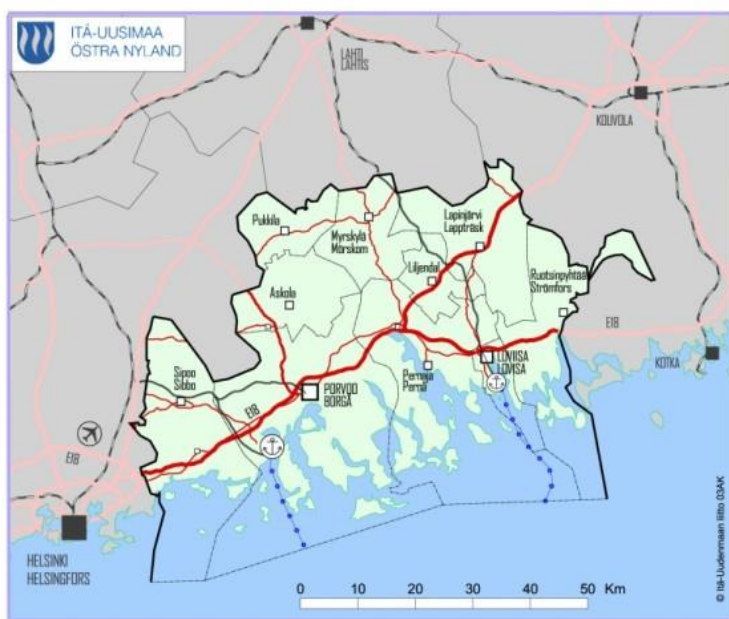 ITÄ-UUSIMAA
ÖSTRA NYLAND
LAHTI
LAHTIS
KOUVOLA
Pukkila
Myrskylä
Mörskom
Lapinjärvi
Lappträsk
Liljendal
Ruotsinpyhtää
Strömfors
Askola
E18
KOTKA
LOVIISA
LOVISA
Pernaja
Pernå
Sipoo
Sibbo
PORVOO
BORGÅ
E18
E18
HELSINKI
HELSINGFORS
0 10 20 30 40 50 Km
© Itä-Uudenmaan liitto 03AK